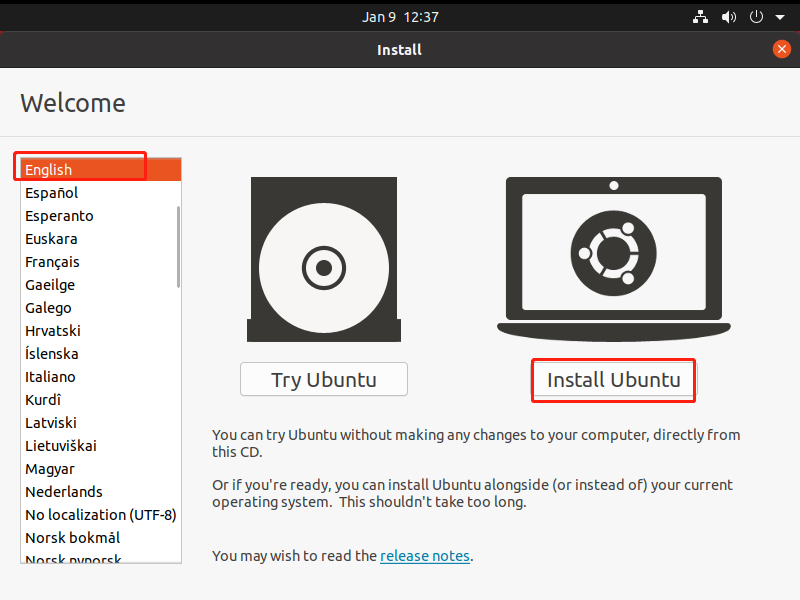 Jan 9 12:37
Install
Welcome
English
Español
Esperanto
Euskara
Français
Gaeilge
Galego
Hrvatski
Íslenska
Italiano
Kurdî
Latviski
Lietuviškai
Magyar
Nederlands
No localization (UTF-8)
Norsk bokmål
Norsk nynorsk
Try Ubuntu
Install Ubuntu
You can try Ubuntu without making any changes to your computer, directly from
this CD.
Or if you're ready, you can install Ubuntu alongside (or instead of) your current
operating system. This shouldn't take too long.
You may wish to read the release notes.